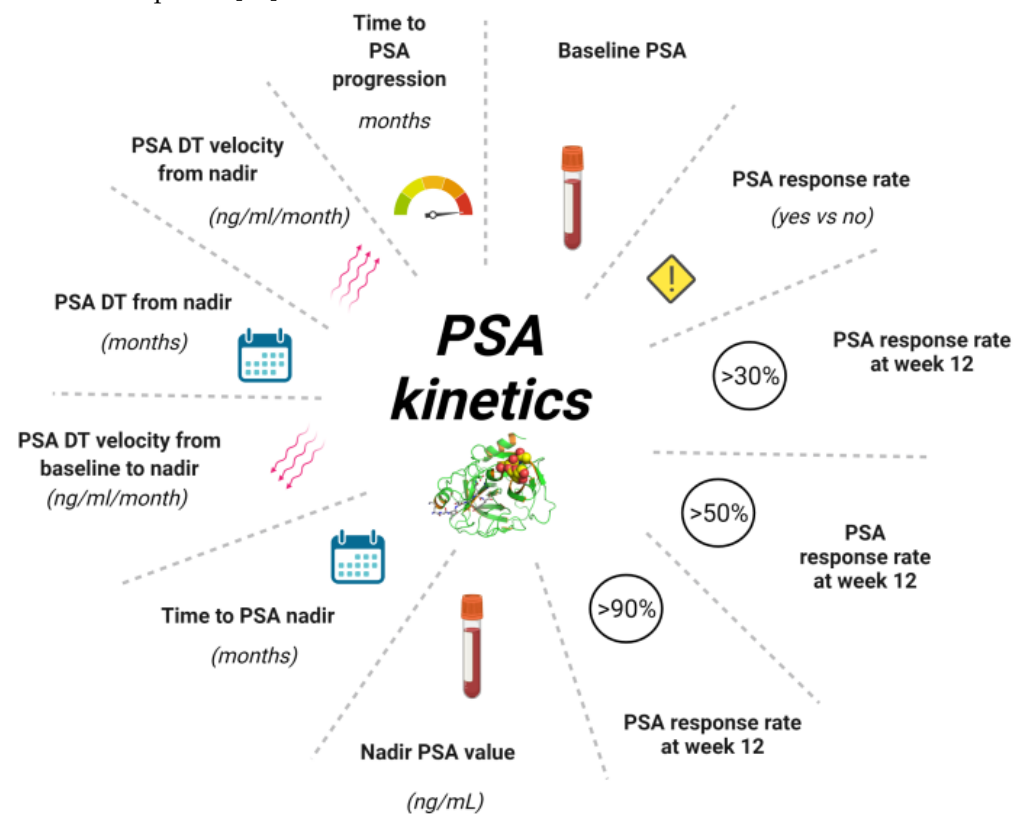 Time to
PSA
progression
months
Baseline PSA
PSA response rate
(yes vs no)
PSA response rate
at week 12
>30%
PSA
response rate
at week 12
>50%
PSA response rate
at week 12
>90%
Nadir PSA value
(ng/mL)
Time to PSA nadir
(months)
PSA DT velocity from
baseline to nadir
(ng/ml/month)
PSA DT from nadir
(months)
PSA DT velocity
from nadir
(ng/ml/month)
PSA
kinetics